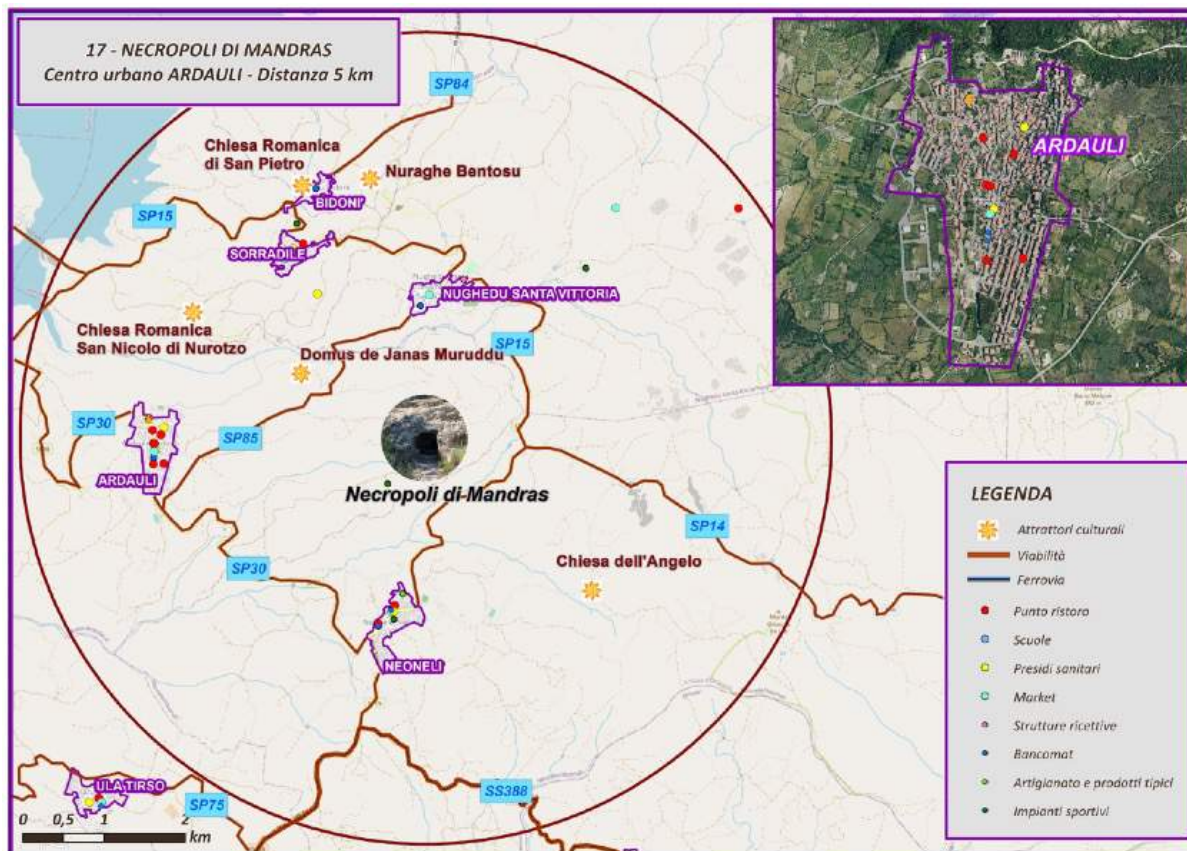 17 - NECROPOLI DI MANDRAS
Centro urbano ARDAULI - Distanza 5 km
SP84
Chiesa Romanica
di San Pietro
Nuraghe Bentosu
BIDONI'
SP15
SORRADILE
NUGHEDU SANTA VITTORIA
Chiesa Romanica
San Nicolo di Nurotzo
Domus de Janas Muruddu
SP15
SP30
SP85
ARDAULI
Necropoli di Mandras
SP14
SP30
Chiesa dell'Angelo
NEONELI
ULA TIRSO
SP75
SS388
0 0,5 1 2
km
ARDAULI
LEGENDA
Attrattori culturali
Viabilità
Ferrovia
Punto ristoro
Scuole
Presidi sanitari
Market
Strutture ricettive
Bancomat
Artigianato e prodotti tipici
Impianti sportivi